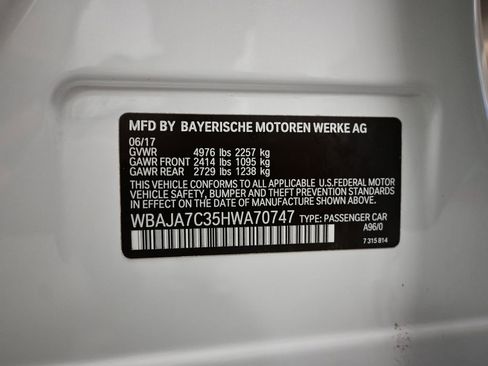 MFD BY BAYERISCHE MOTOREN WERKE AG
06/17
GVWR 4976 lbs 2257 kg
GAWR FRONT 2414 lbs 1095 kg
GAWR REAR 2729 lbs 1238 kg
THIS CONFORMS TO ALL APPLICABLE U.S.FEDERAL MOTOR
VEHICLE SAFETY, BUMPER AND THEFT PREVENTION STANDARDS
IN EFFECT ON THE DATE OF MANUFACTURE SHOWN ABOVE.
WBAJA7C35HWA70747 TYPE: PASSENGER CAR
A96/0
7 315 814